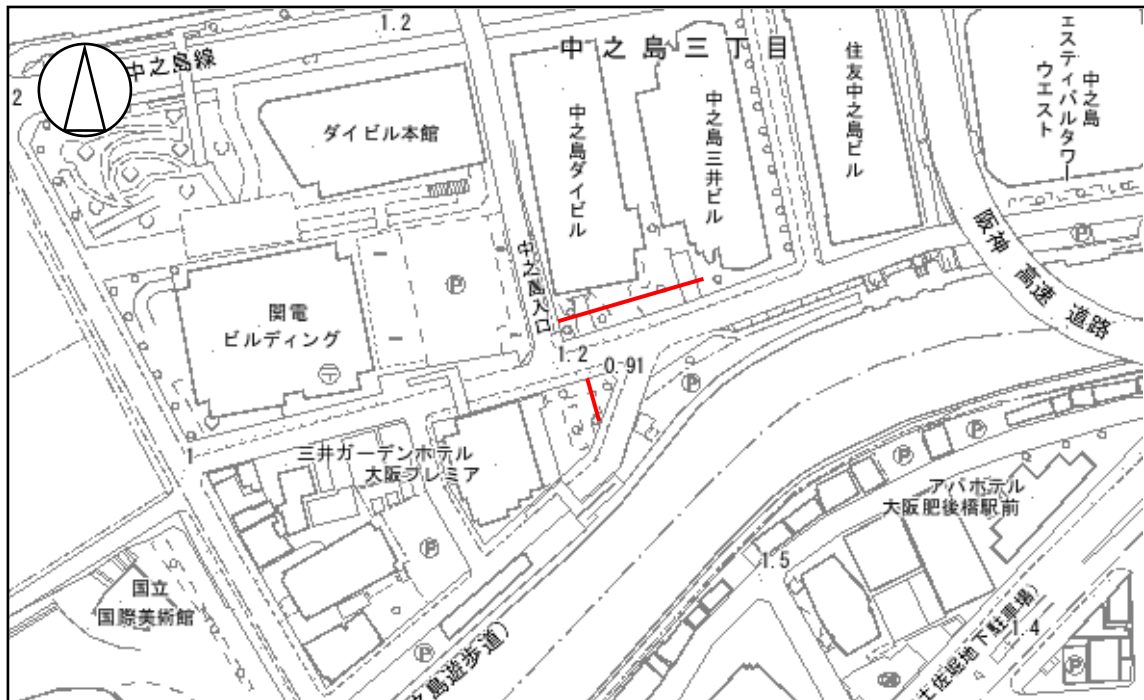 1.2
中之島三丁目
中之島線
2
ダイビル本館
中之島ダイビル
中之島三井ビル
住友中之島ビル
中之島
ェスティバルタワー
ウエスト
阪神 高速 道路
中之島入口
P
P
関電
ビルディング
〒
1.2
0.91
P
1
三井ガーデンホテル
大阪プレミア
P
P
アパホテル
大阪肥後橋駅前
P
1.5
国立
国際美術館
P
島遊歩道)
土佐堀地下駐車場)
1.4
P